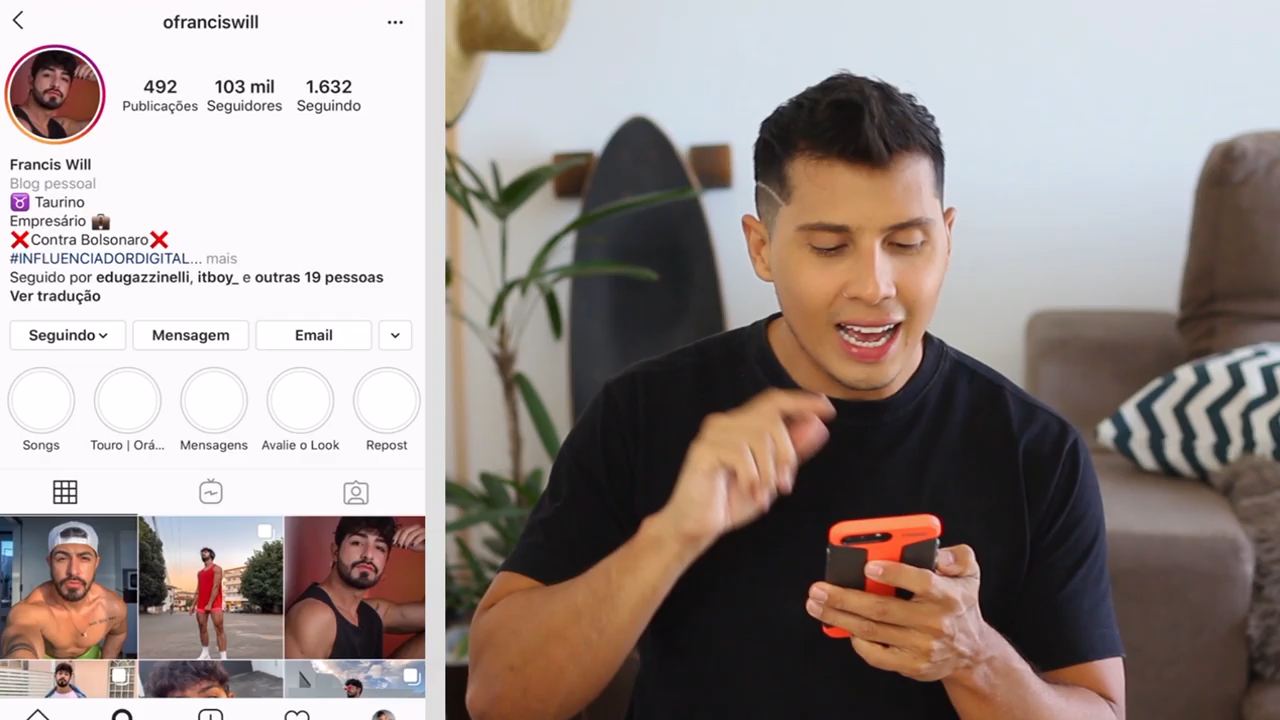 ofranciswill
492 103 mil 1.632
Publicações Seguidores Seguindo
Francis Will
Blog pessoal
♉ Taurino
Empresário 💼
❌Contra Bolsonaro❌
#INFLUENCIADORDIGITAL... mais
Seguido por edugazzinelli, itboy_ e outras 19 pessoas
Ver tradução
Seguindo Mensagem Email
Songs Touro | Orá... Mensagens Avalie o Look Repost